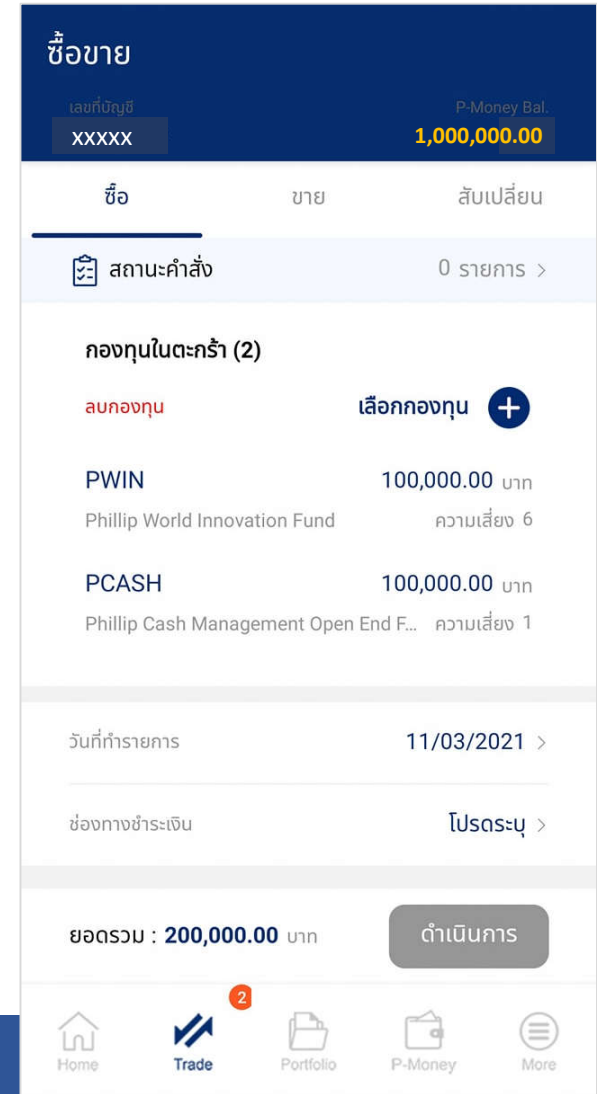 ซื้อขาย
เลขที่บัญชี P-Money Bal.
XXXXX 1,000,000.00
ซื้อ ขาย สับเปลี่ยน
สถานะคำสั่ง 0 รายการ >
กองทุนในตะกร้า (2)
ลบกองทุน เลือกกองทุน +
PWIN 100,000.00 บาท
Phillip World Innovation Fund ความเสี่ยง 6
PCASH 100,000.00 บาท
Phillip Cash Management Open End F... ความเสี่ยง 1
วันที่ทำรายการ 11/03/2021 >
ช่องทางชำระเงิน โปรดระบุ >
ยอดรวม : 200,000.00 บาท ดำเนินการ
2
Home Trade Portfolio P-Money More